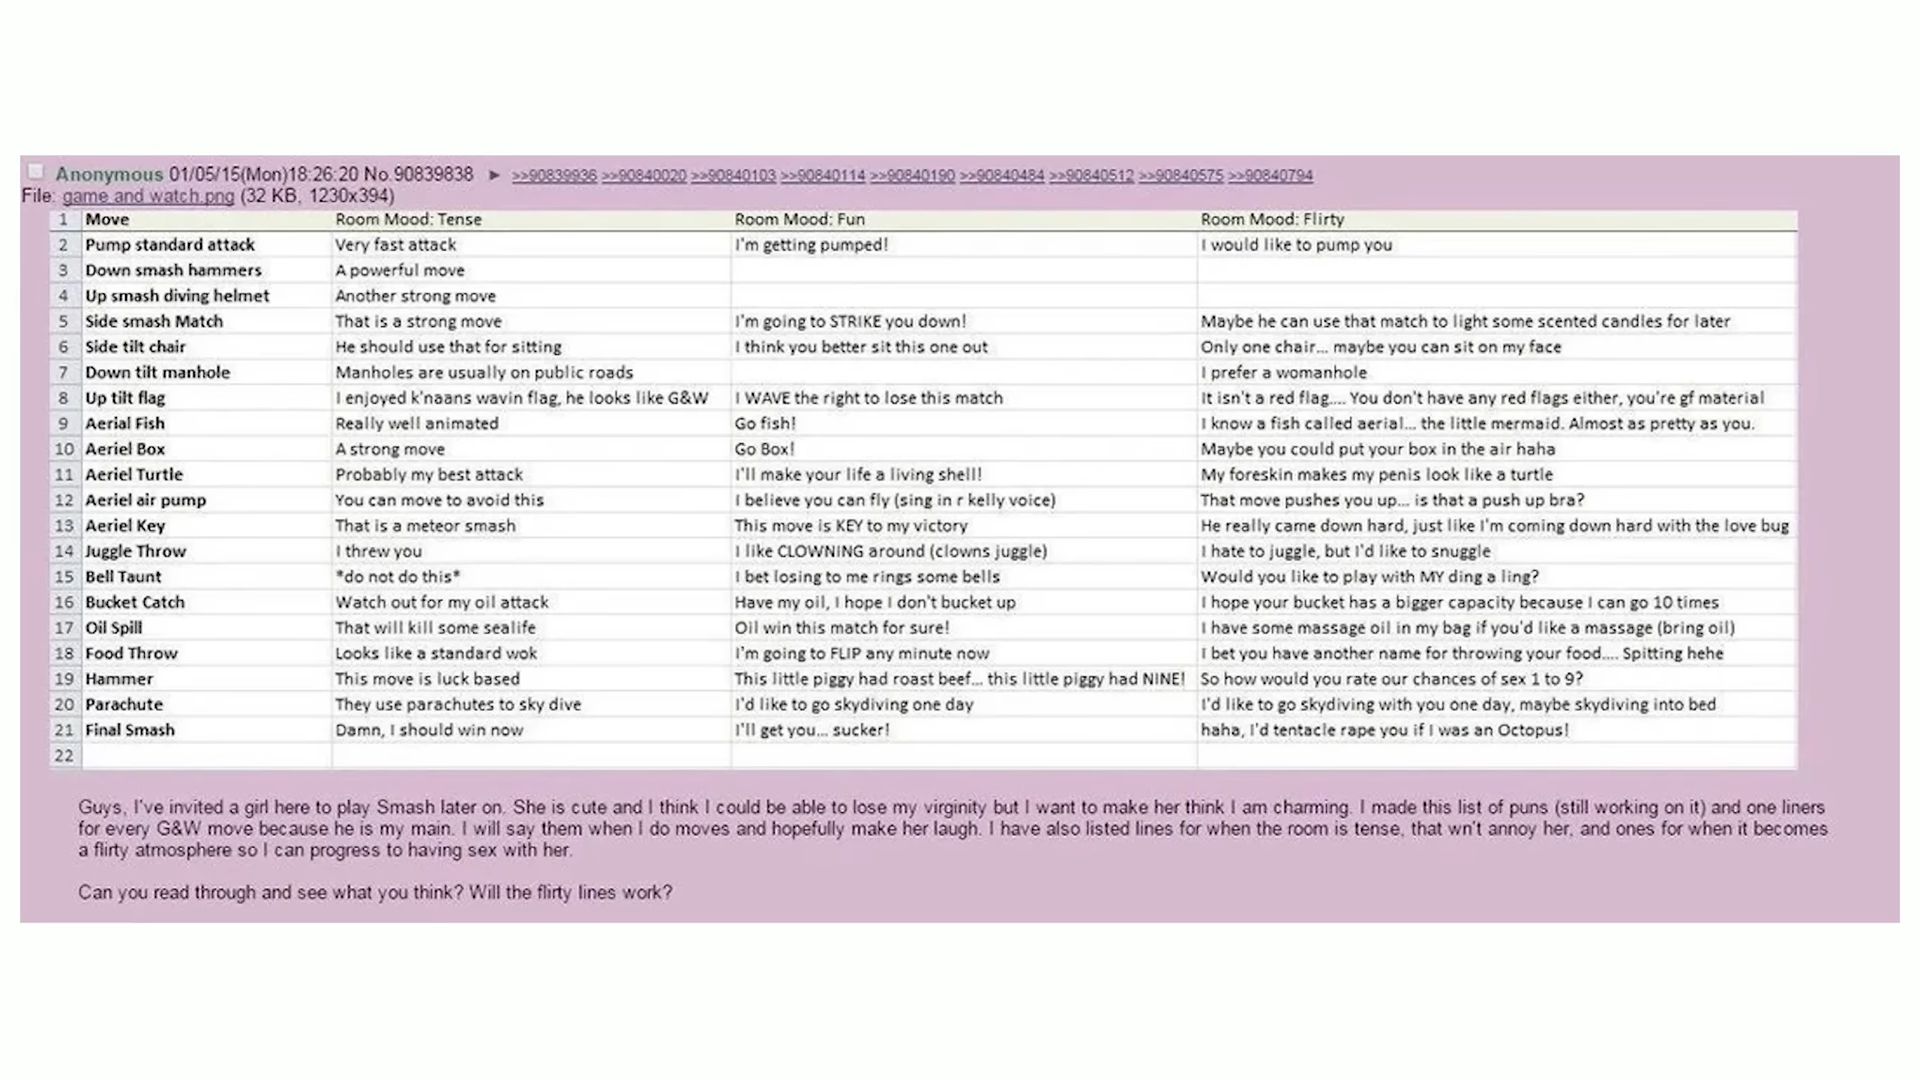 Anonymous 01/05/15(Mon)18:26:20 No.90839838 ► >>90839936 >>90840020 >>90840103 >>90840114 >>90840190 >>90840484 >>90840512 >>90840575 >>90840794
File: game and watch.png (32 KB, 1230x394)
1 Move Room Mood: Tense Room Mood: Fun Room Mood: Flirty
2 Pump standard attack Very fast attack I'm getting pumped! I would like to pump you
3 Down smash hammers A powerful move
4 Up smash diving helmet Another strong move
5 Side smash Match That is a strong move I'm going to STRIKE you down! Maybe he can use that match to light some scented candles for later
6 Side tilt chair He should use that for sitting I think you better sit this one out Only one chair... maybe you can sit on my face
7 Down tilt manhole Manholes are usually on public roads I prefer a womanhole
8 Up tilt flag I enjoyed k'naans wavin flag, he looks like G&W I WAVE the right to lose this match It isn't a red flag.... You don't have any red flags either, you're gf material
9 Aerial Fish Really well animated Go fish! I know a fish called aerial... the little mermaid. Almost as pretty as you.
10 Aeriel Box A strong move Go Box! Maybe you could put your box in the air haha
11 Aeriel Turtle Probably my best attack I'll make your life a living shell! My foreskin makes my penis look like a turtle
12 Aeriel air pump You can move to avoid this I believe you can fly (sing in r kelly voice) That move pushes you up... is that a push up bra?
13 Aeriel Key That is a meteor smash This move is KEY to my victory He really came down hard, just like I'm coming down hard with the love bug
14 Juggle Throw I threw you I like CLOWNING around (clowns juggle) I hate to juggle, but I'd like to snuggle
15 Bell Taunt *do not do this* I bet losing to me rings some bells Would you like to play with MY ding a ling?
16 Bucket Catch Watch out for my oil attack Have my oil, I hope I don't bucket up I hope your bucket has a bigger capacity because I can go 10 times
17 Oil Spill That will kill some sealife Oil win this match for sure! I have some massage oil in my bag if you'd like a massage (bring oil)
18 Food Throw Looks like a standard wok I'm going to FLIP any minute now I bet you have another name for throwing your food.... Spitting hehe
19 Hammer This move is luck based This little piggy had roast beef... this little piggy had NINE! So how would you rate our chances of sex 1 to 9?
20 Parachute They use parachutes to sky dive I'd like to go skydiving one day I'd like to go skydiving with you one day, maybe skydiving into bed
21 Final Smash Damn, I should win now I'll get you... sucker! haha, I'd tentacle rape you if I was an Octopus!
22
Guys, I've invited a girl here to play Smash later on. She is cute and I think I could be able to lose my virginity but I want to make her think I am charming. I made this list of puns (still working on it) and one liners
for every G&W move because he is my main. I will say them when I do moves and hopefully make her laugh. I have also listed lines for when the room is tense, that wn't annoy her, and ones for when it becomes
a flirty atmosphere so I can progress to having sex with her.
Can you read through and see what you think? Will the flirty lines work?